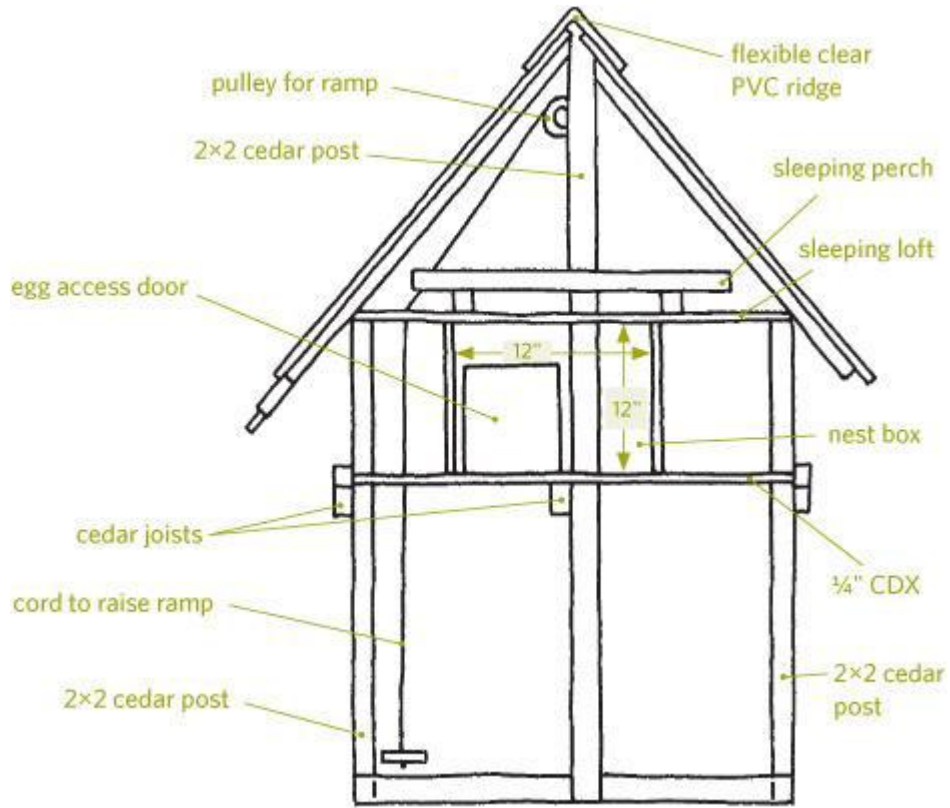 flexible clear
PVC ridge
pulley for ramp
2×2 cedar post
sleeping perch
sleeping loft
egg access door
12"
12"
nest box
cedar joists
¼" CDX
cord to raise ramp
2×2 cedar post
2×2 cedar
post